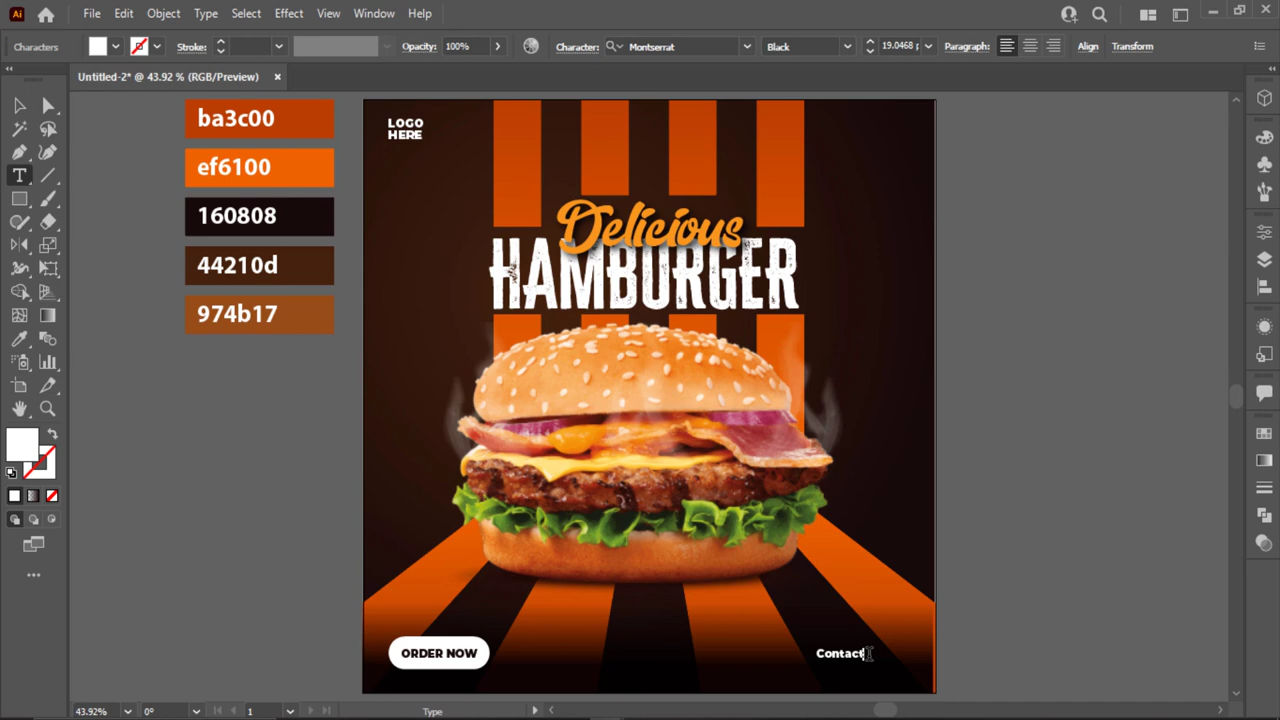 Ai File Edit Object Type Select Effect View Window Help
Characters Stroke: Opacity: 100% Character: Montserrat Black 19.0468 p Paragraph: Align Transform
Untitled-2* @ 43.92 % (RGB/Preview) ×
ba3c00
ef6100
160808
44210d
974b17
LOGO
HERE
Delicious
HAMBURGER
ORDER NOW
Contact
43.92% 0° 1 Type